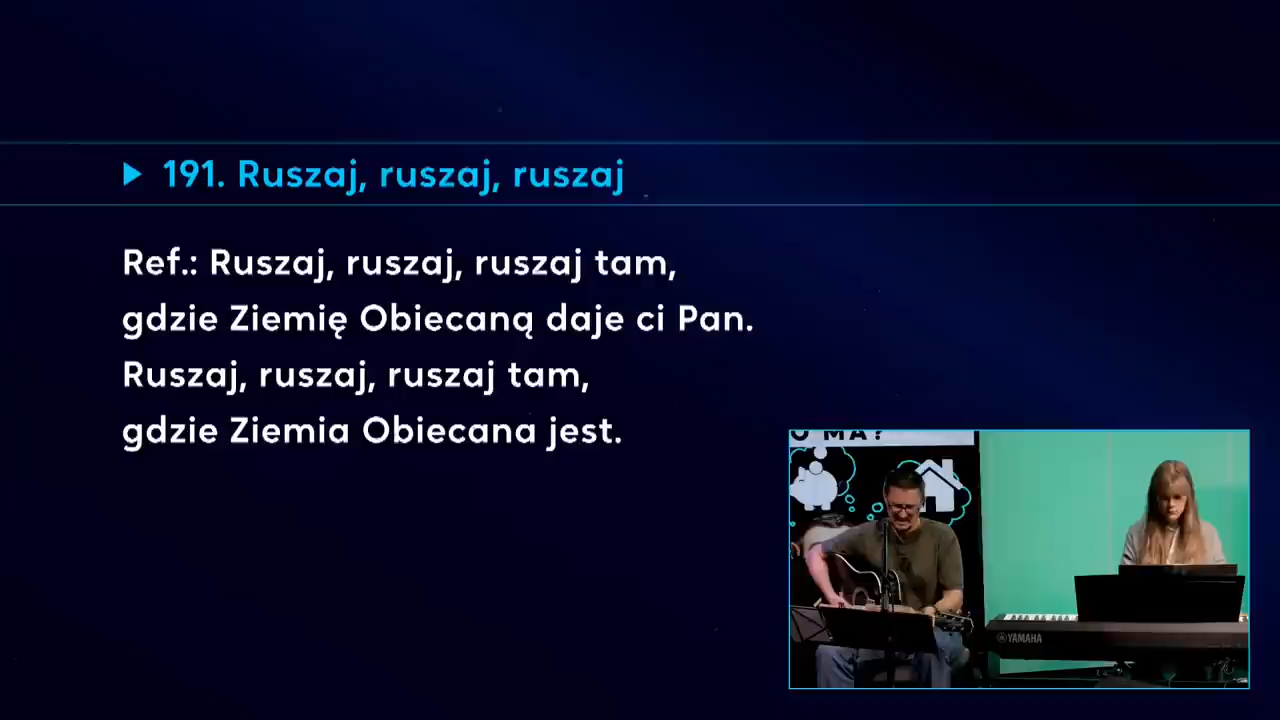 191. Ruszaj, ruszaj, ruszaj
Ref.: Ruszaj, ruszaj, ruszaj tam,
gdzie Ziemię Obiecaną daje ci Pan.
Ruszaj, ruszaj, ruszaj tam,
gdzie Ziemia Obiecana jest.
MA?
YAMAHA